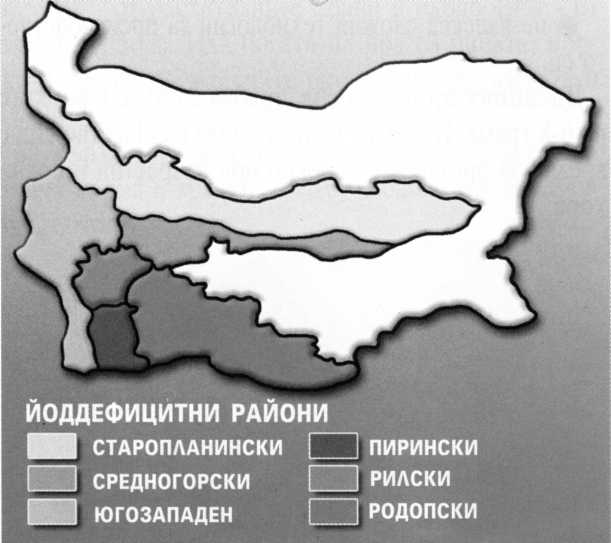 ЙОДДЕФИЦИТНИ РАЙОНИ
СТАРОПЛАНИНСКИ
СРЕДНОГОРСКИ
ЮГОЗАПАДЕН
ПИРИНСКИ
РИЛСКИ
РОДОПСКИ